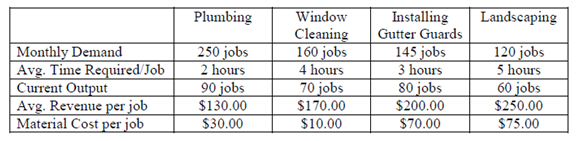 Plumbing Window Cleaning Installing Gutter Guards Landscaping
Monthly Demand 250 jobs 160 jobs 145 jobs 120 jobs
Avg. Time Required/Job 2 hours 4 hours 3 hours 5 hours
Current Output 90 jobs 70 jobs 80 jobs 60 jobs
Avg. Revenue per job $130.00 $170.00 $200.00 $250.00
Material Cost per job $30.00 $10.00 $70.00 $75.00